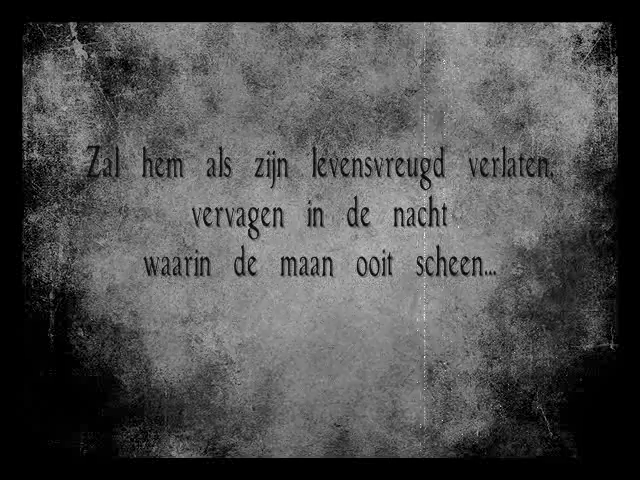 Zal hem als zijn levensvreugd verlaten,
vervagen in de nacht
waarin de maan ooit scheen...